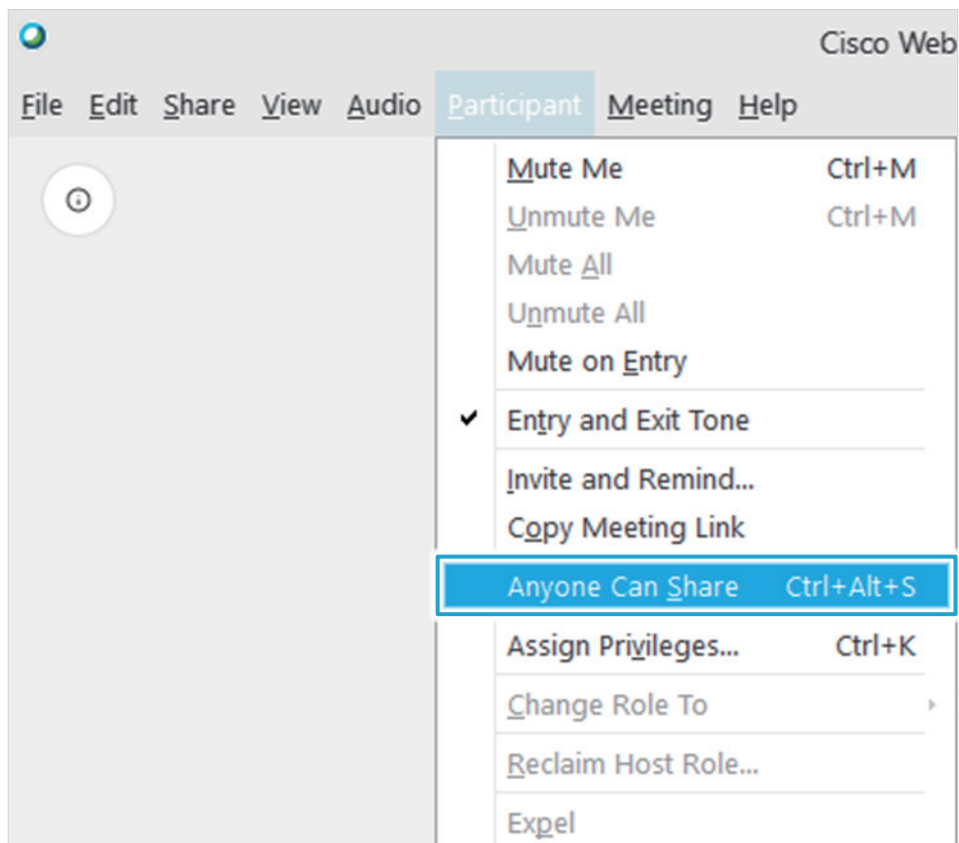 Cisco Web
File Edit Share View Audio Participant Meeting Help
Mute Me Ctrl+M
Unmute Me Ctrl+M
Mute All
Unmute All
Mute on Entry
Entry and Exit Tone
Invite and Remind...
Copy Meeting Link
Anyone Can Share Ctrl+Alt+S
Assign Privileges... Ctrl+K
Change Role To
Reclaim Host Role...
Expel